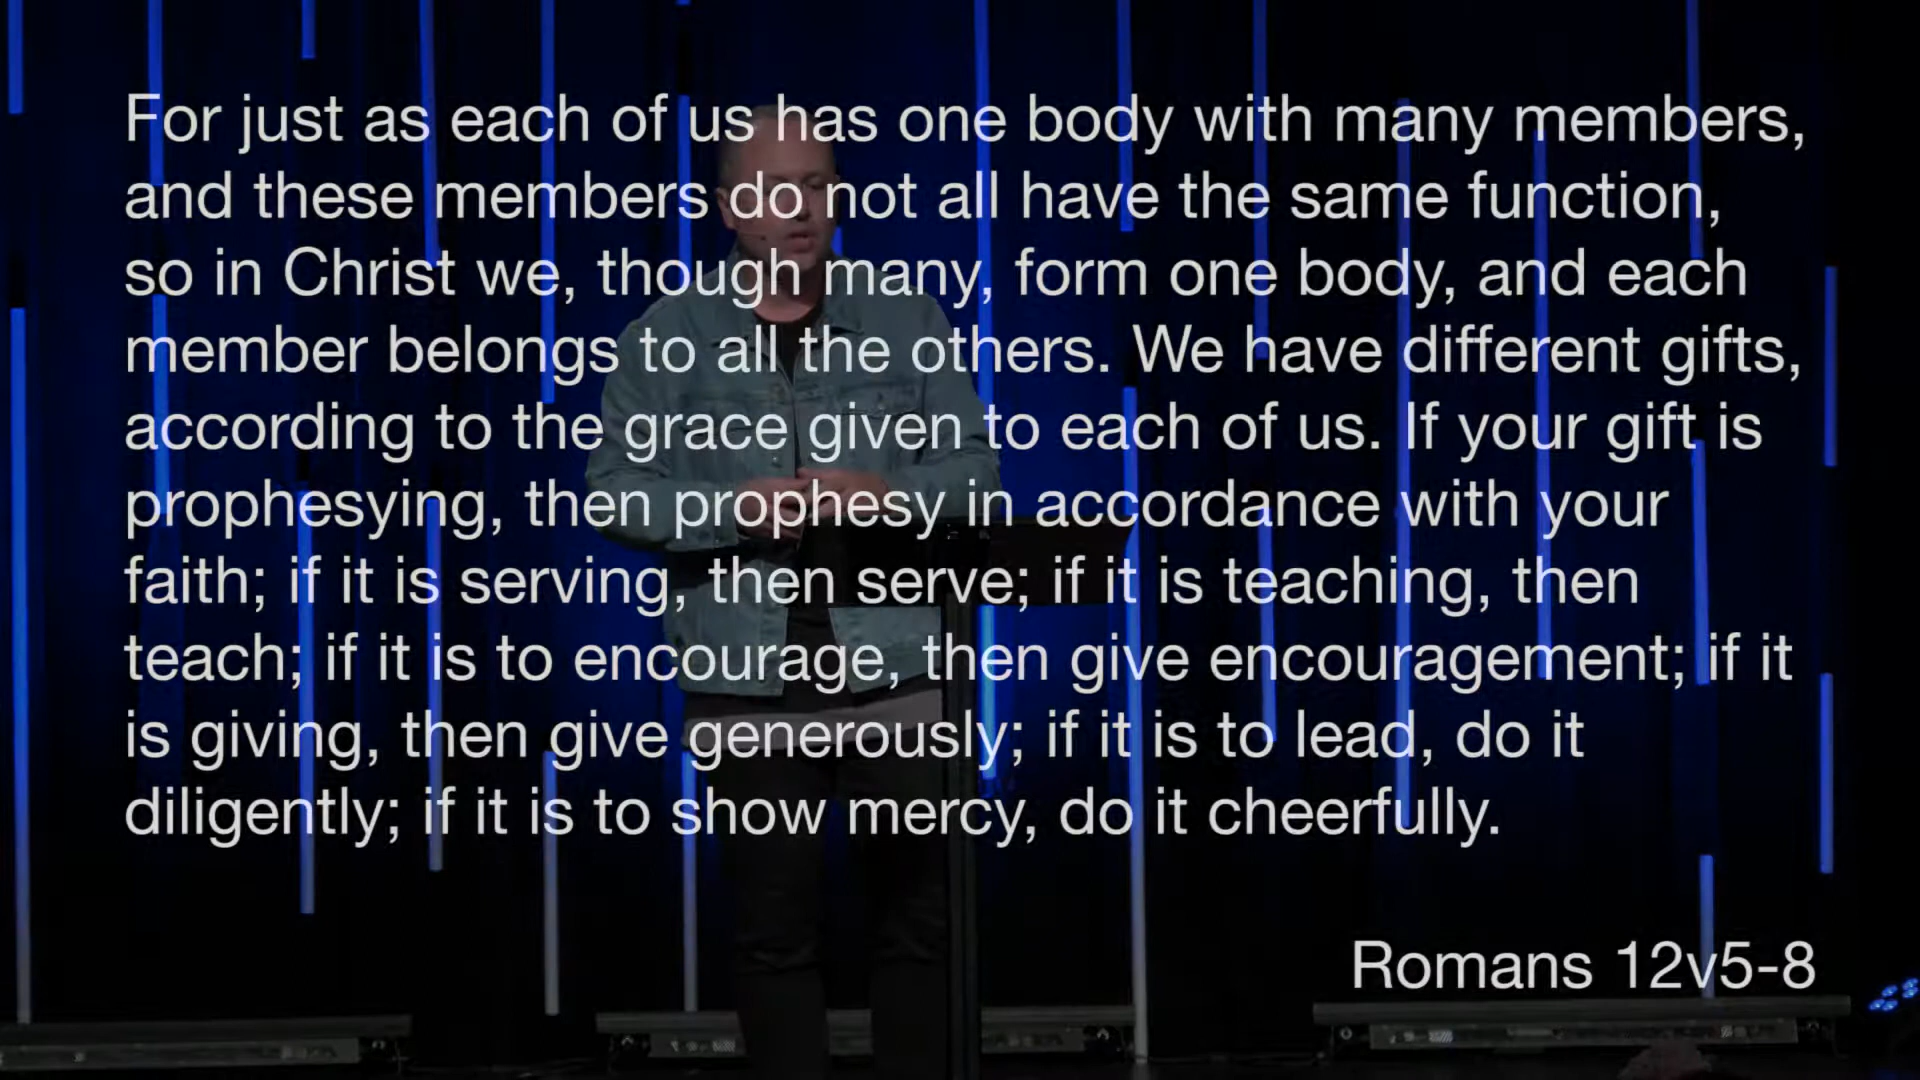 For just as each of us has one body with many members,
and these members do not all have the same function,
so in Christ we, though many, form one body, and each
member belongs to all the others. We have different gifts,
according to the grace given to each of us. If your gift is
prophesying, then prophesy in accordance with your
faith; if it is serving, then serve; if it is teaching, then
teach; if it is to encourage, then give encouragement; if it
is giving, then give generously; if it is to lead, do it
diligently; if it is to show mercy, do it cheerfully.
Romans 12v5-8